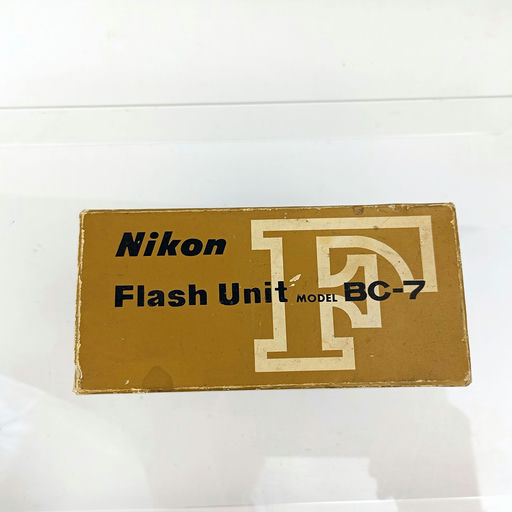 Nikon
F
Flash Unit MODEL BC-7